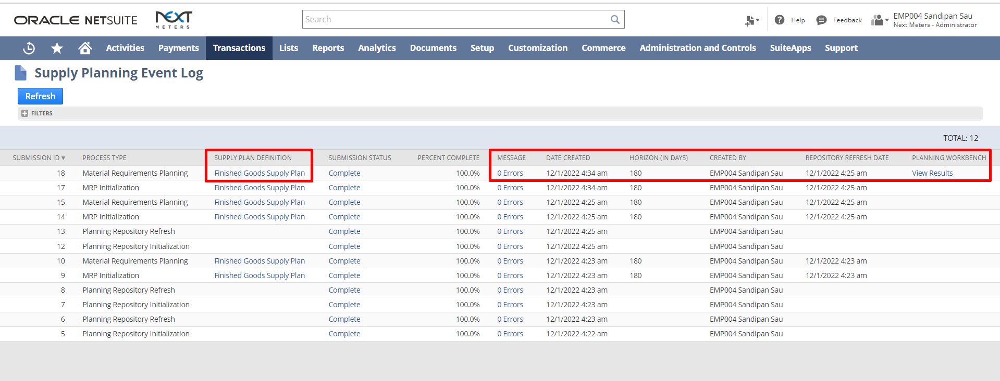 ORACLE NETSUITE
NEXT
METERS
Search
Help
Feedback
EMP004 Sandipan Sau
Next Meters - Administrator
Activities Payments Transactions Lists Reports Analytics Documents Setup Customization Commerce Administration and Controls SuiteApps Support
Supply Planning Event Log
Refresh
FILTERS
TOTAL: 12
SUBMISSION ID PROCESS TYPE SUPPLY PLAN DEFINITION SUBMISSION STATUS PERCENT COMPLETE MESSAGE DATE CREATED HORIZON (IN DAYS) CREATED BY REPOSITORY REFRESH DATE PLANNING WORKBENCH
18 Material Requirements Planning Finished Goods Supply Plan Complete 100.0% 0 Errors 12/1/2022 4:34 am 180 EMP004 Sandipan Sau 12/1/2022 4:25 am View Results
17 MRP Initialization Finished Goods Supply Plan Complete 100.0% 0 Errors 12/1/2022 4:34 am 180 EMP004 Sandipan Sau 12/1/2022 4:25 am
15 Material Requirements Planning Finished Goods Supply Plan Complete 100.0% 0 Errors 12/1/2022 4:25 am 180 EMP004 Sandipan Sau 12/1/2022 4:25 am
14 MRP Initialization Finished Goods Supply Plan Complete 100.0% 0 Errors 12/1/2022 4:25 am 180 EMP004 Sandipan Sau 12/1/2022 4:25 am
13 Planning Repository Refresh Complete 100.0% 0 Errors 12/1/2022 4:25 am EMP004 Sandipan Sau
12 Planning Repository Initialization Complete 100.0% 0 Errors 12/1/2022 4:25 am EMP004 Sandipan Sau
10 Material Requirements Planning Finished Goods Supply Plan Complete 100.0% 0 Errors 12/1/2022 4:23 am 180 EMP004 Sandipan Sau 12/1/2022 4:23 am
9 MRP Initialization Finished Goods Supply Plan Complete 100.0% 0 Errors 12/1/2022 4:23 am 180 EMP004 Sandipan Sau 12/1/2022 4:23 am
8 Planning Repository Refresh Complete 100.0% 0 Errors 12/1/2022 4:23 am EMP004 Sandipan Sau
7 Planning Repository Initialization Complete 100.0% 0 Errors 12/1/2022 4:23 am EMP004 Sandipan Sau
6 Planning Repository Refresh Complete 100.0% 0 Errors 12/1/2022 4:23 am EMP004 Sandipan Sau
5 Planning Repository Initialization Complete 100.0% 0 Errors 12/1/2022 4:22 am EMP004 Sandipan Sau